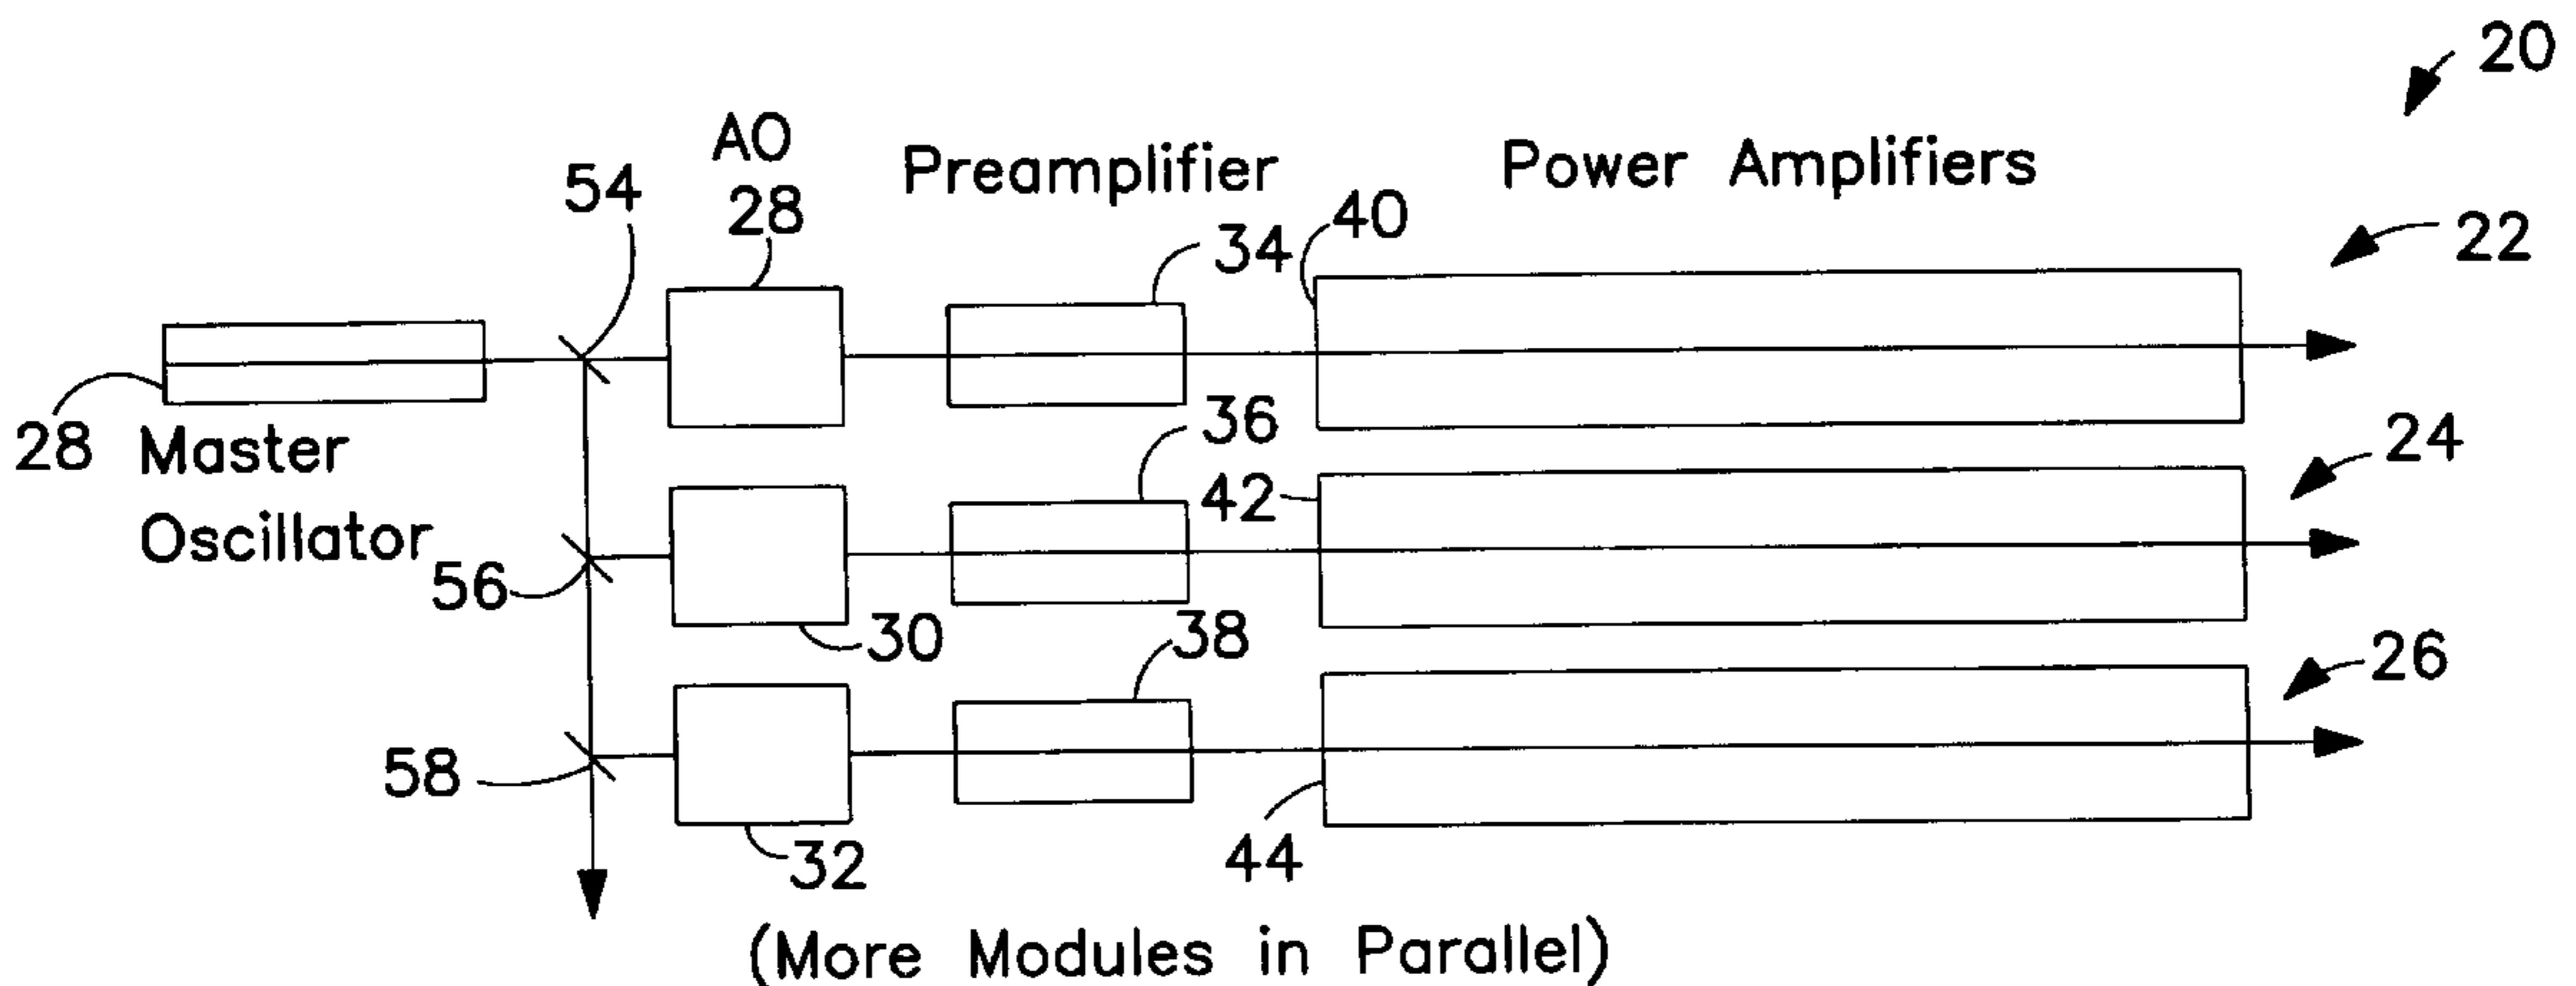 20
AO
54
28
Preamplifier
Power Amplifiers
40
34
22
28
Master
Oscillator
36
42
24
56
30
38
26
58
32
44
(More Modules in Parallel)